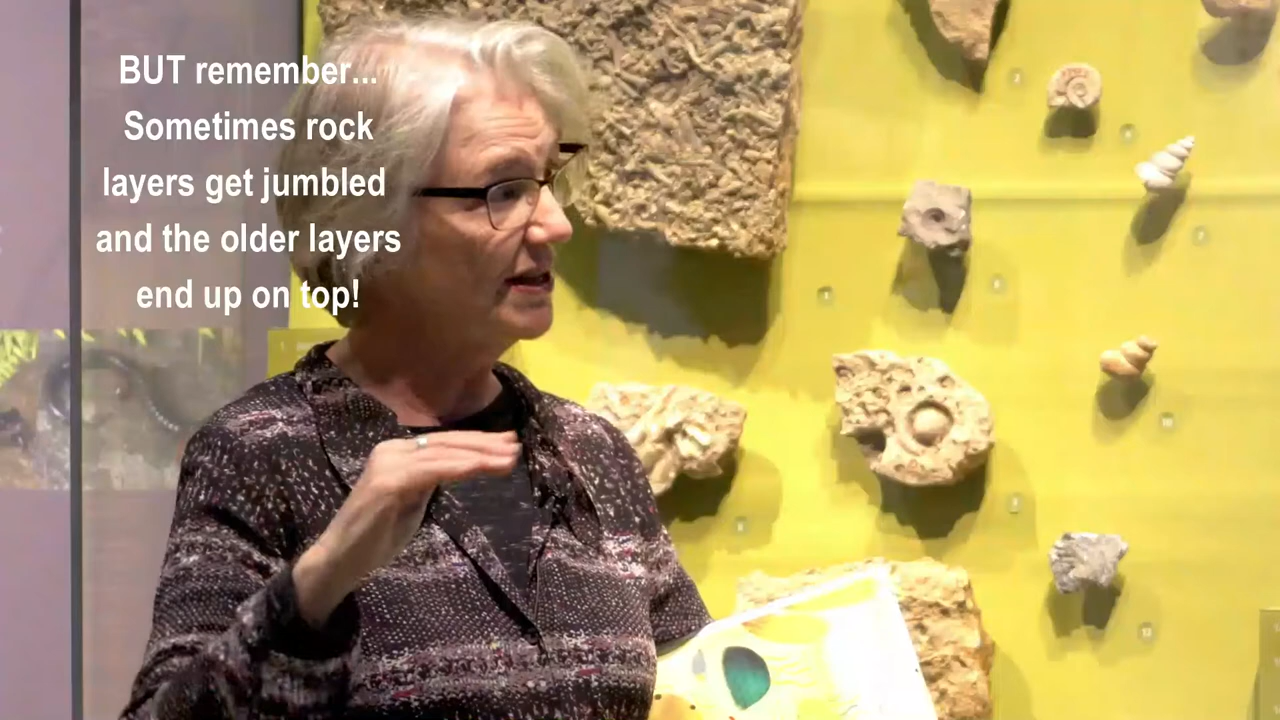 BUT remember...
Sometimes rock
layers get jumbled
and the older layers
end up on top!